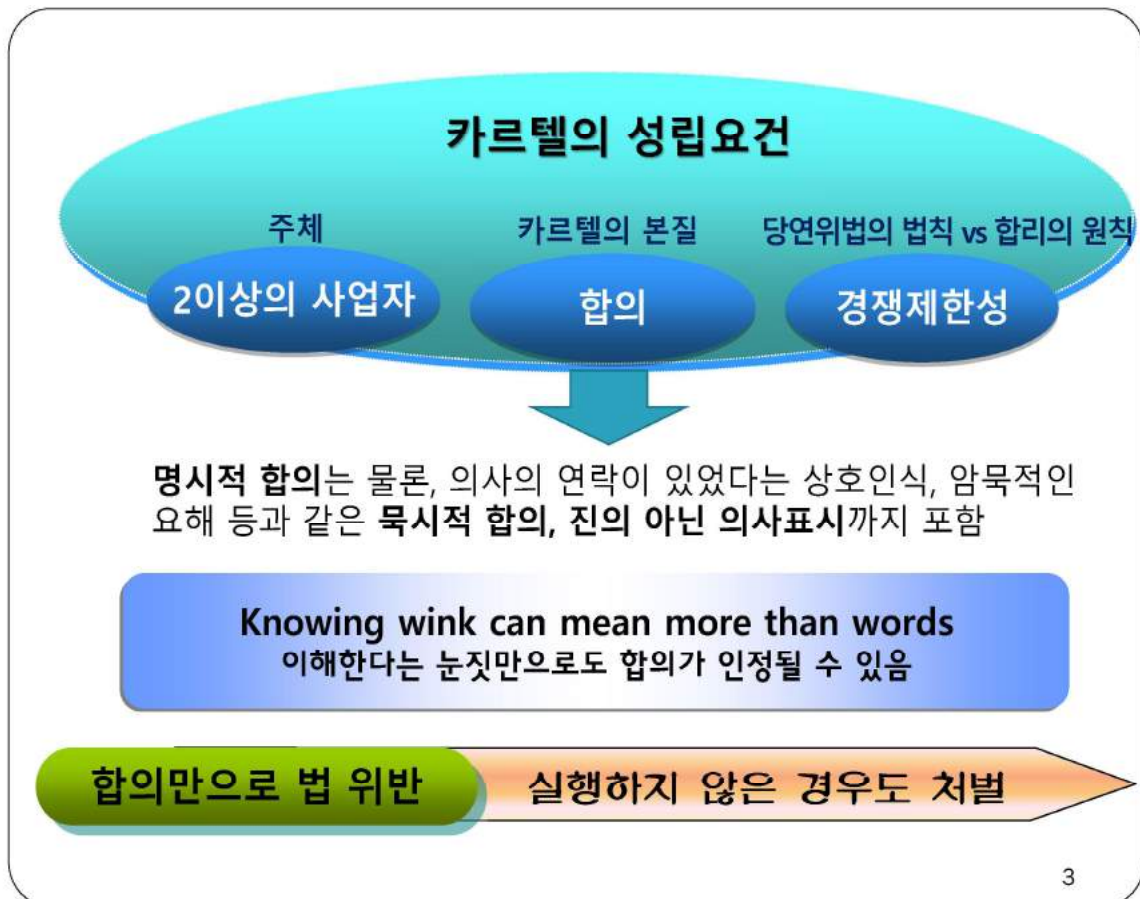 카르텔의 성립요건
주체
카르텔의 본질
당연위법의 법칙 vs 합리의 원칙
2이상의 사업자
합의
경쟁제한성
명시적 합의는 물론, 의사의 연락이 있었다는 상호인식, 암묵적인
요해 등과 같은 묵시적 합의, 진의 아닌 의사표시까지 포함
Knowing wink can mean more than words
이해한다는 눈짓만으로도 합의가 인정될 수 있음
합의만으로 법 위반
실행하지 않은 경우도 처벌
3